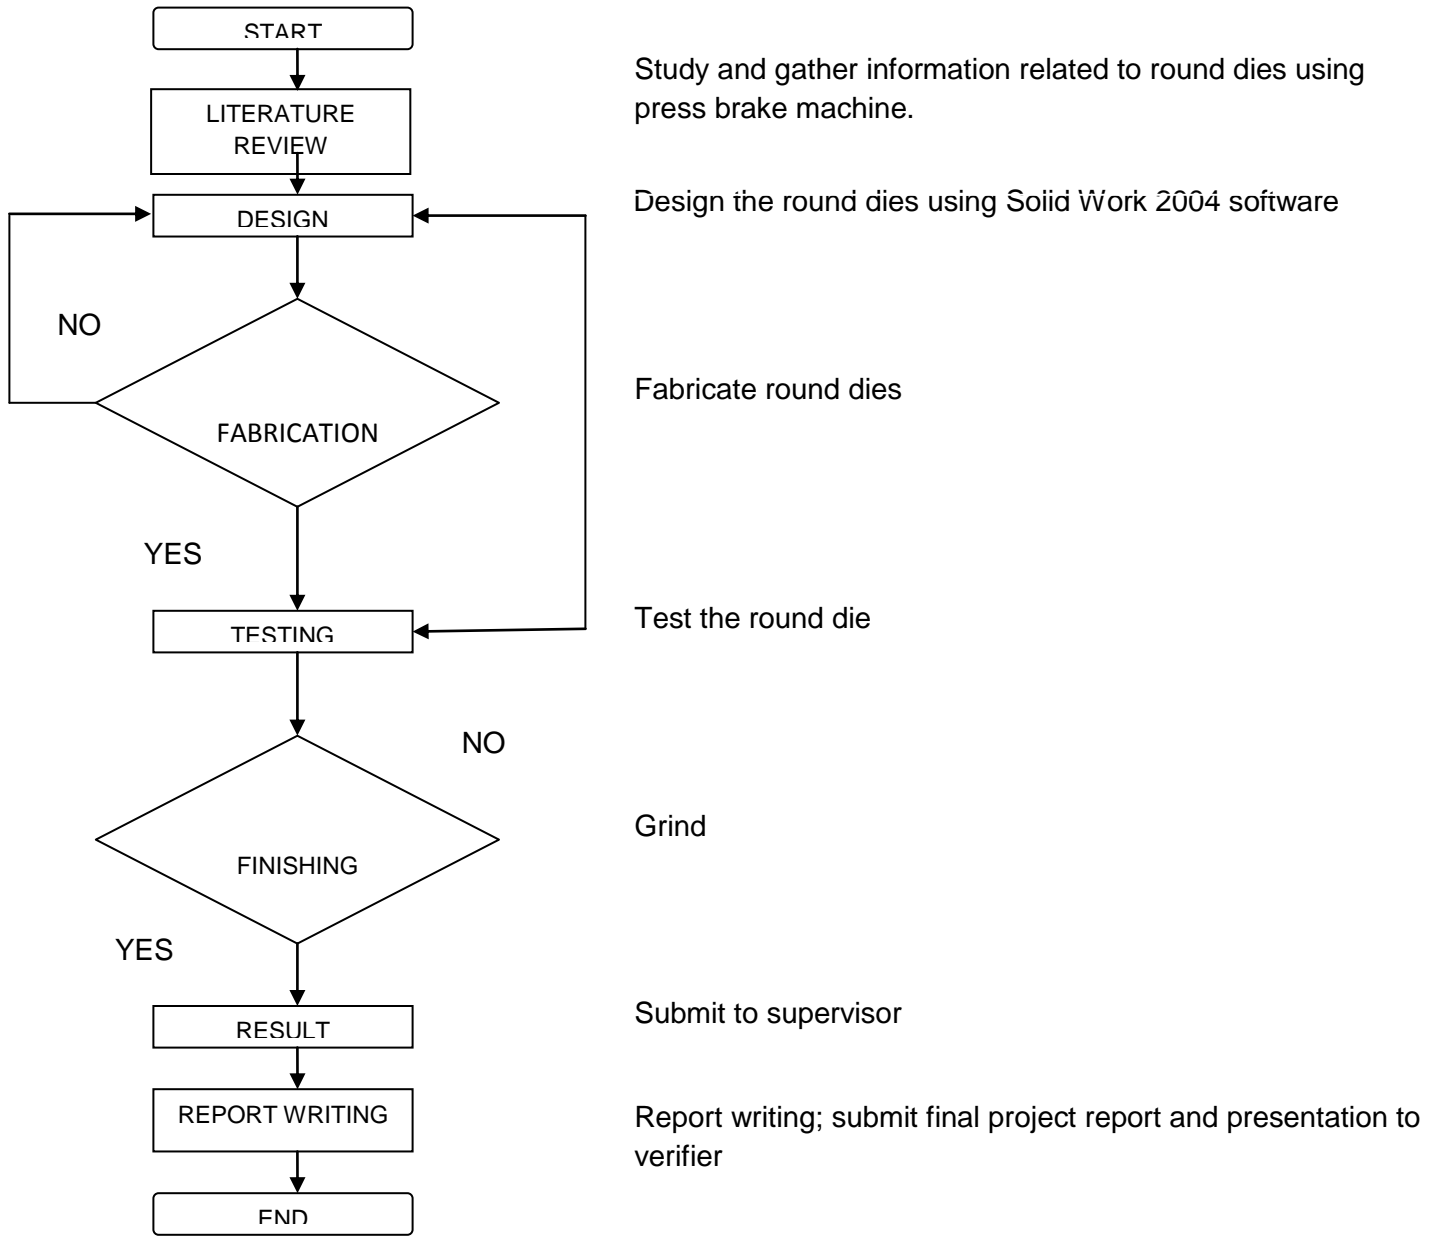 START
Study and gather information related to round dies using
press brake machine.
LITERATURE
REVIEW
Design the round dies using Solid Work 2004 software
DESIGN
NO
Fabricate round dies
FABRICATION
YES
Test the round die
TESTING
NO
Grind
FINISHING
YES
Submit to supervisor
RESULT
REPORT WRITING
Report writing; submit final project report and presentation to
verifier
END